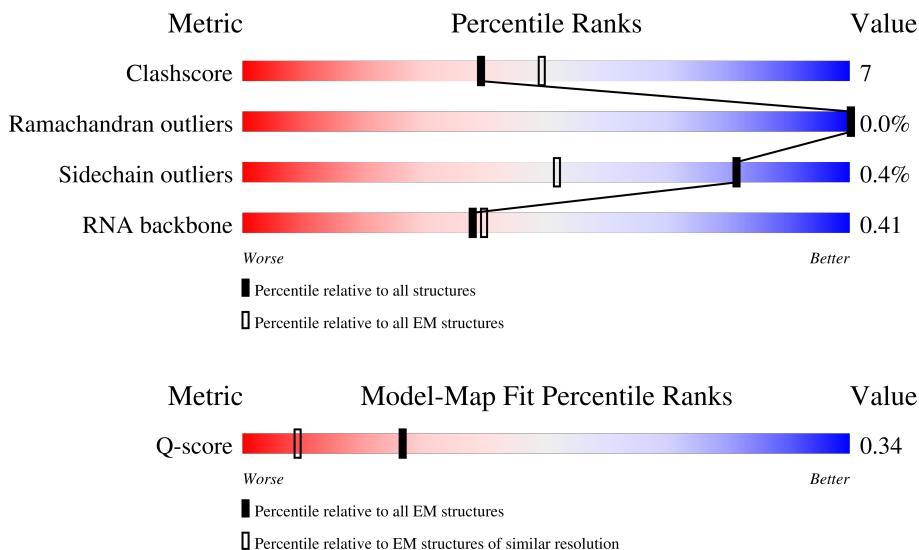 Metric Percentile Ranks Value
Clashscore 7
Ramachandran outliers 0.0%
Sidechain outliers 0.4%
RNA backbone 0.41
Worse Better
Percentile relative to all structures
Percentile relative to all EM structures
Metric Model-Map Fit Percentile Ranks Value
Q-score 0.34
Worse Better
Percentile relative to all EM structures
Percentile relative to EM structures of similar resolution